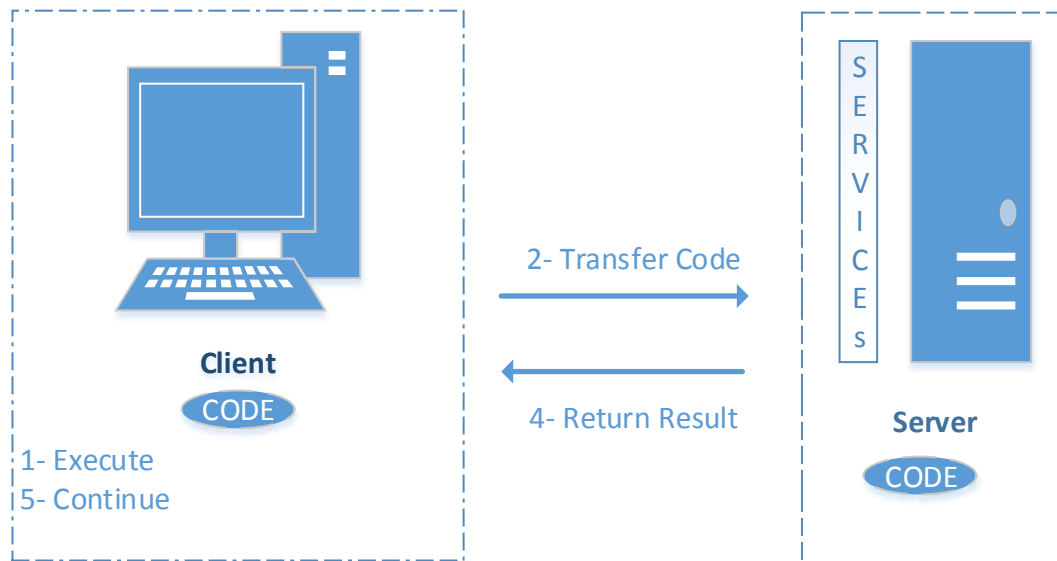 S
E
R
V
I
C
E
s
2- Transfer Code
Client
CODE
4- Return Result
Server
1- Execute
CODE
5- Continue